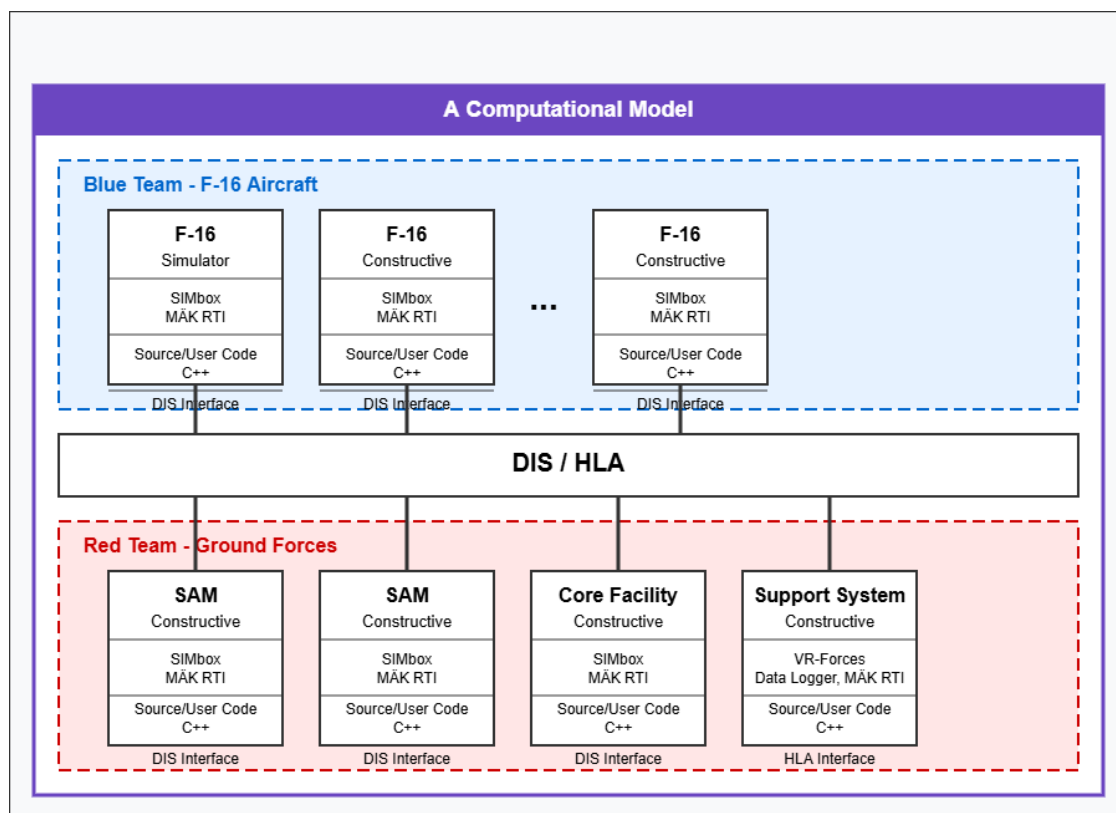 A Computational Model
Blue Team - F-16 Aircraft
F-16
Simulator
SIMbox
MÄK RTI
Source/User Code
C++
DIS Interface
F-16
Constructive
SIMbox
MÄK RTI
Source/User Code
C++
DIS Interface
...
F-16
Constructive
SIMbox
MÄK RTI
Source/User Code
C++
DIS Interface
DIS / HLA
Red Team - Ground Forces
SAM
Constructive
SIMbox
MÄK RTI
Source/User Code
C++
DIS Interface
SAM
Constructive
SIMbox
MÄK RTI
Source/User Code
C++
DIS Interface
Core Facility
Constructive
SIMbox
MÄK RTI
Source/User Code
C++
DIS Interface
Support System
Constructive
VR-Forces
Data Logger, MÄK RTI
Source/User Code
C++
HLA Interface